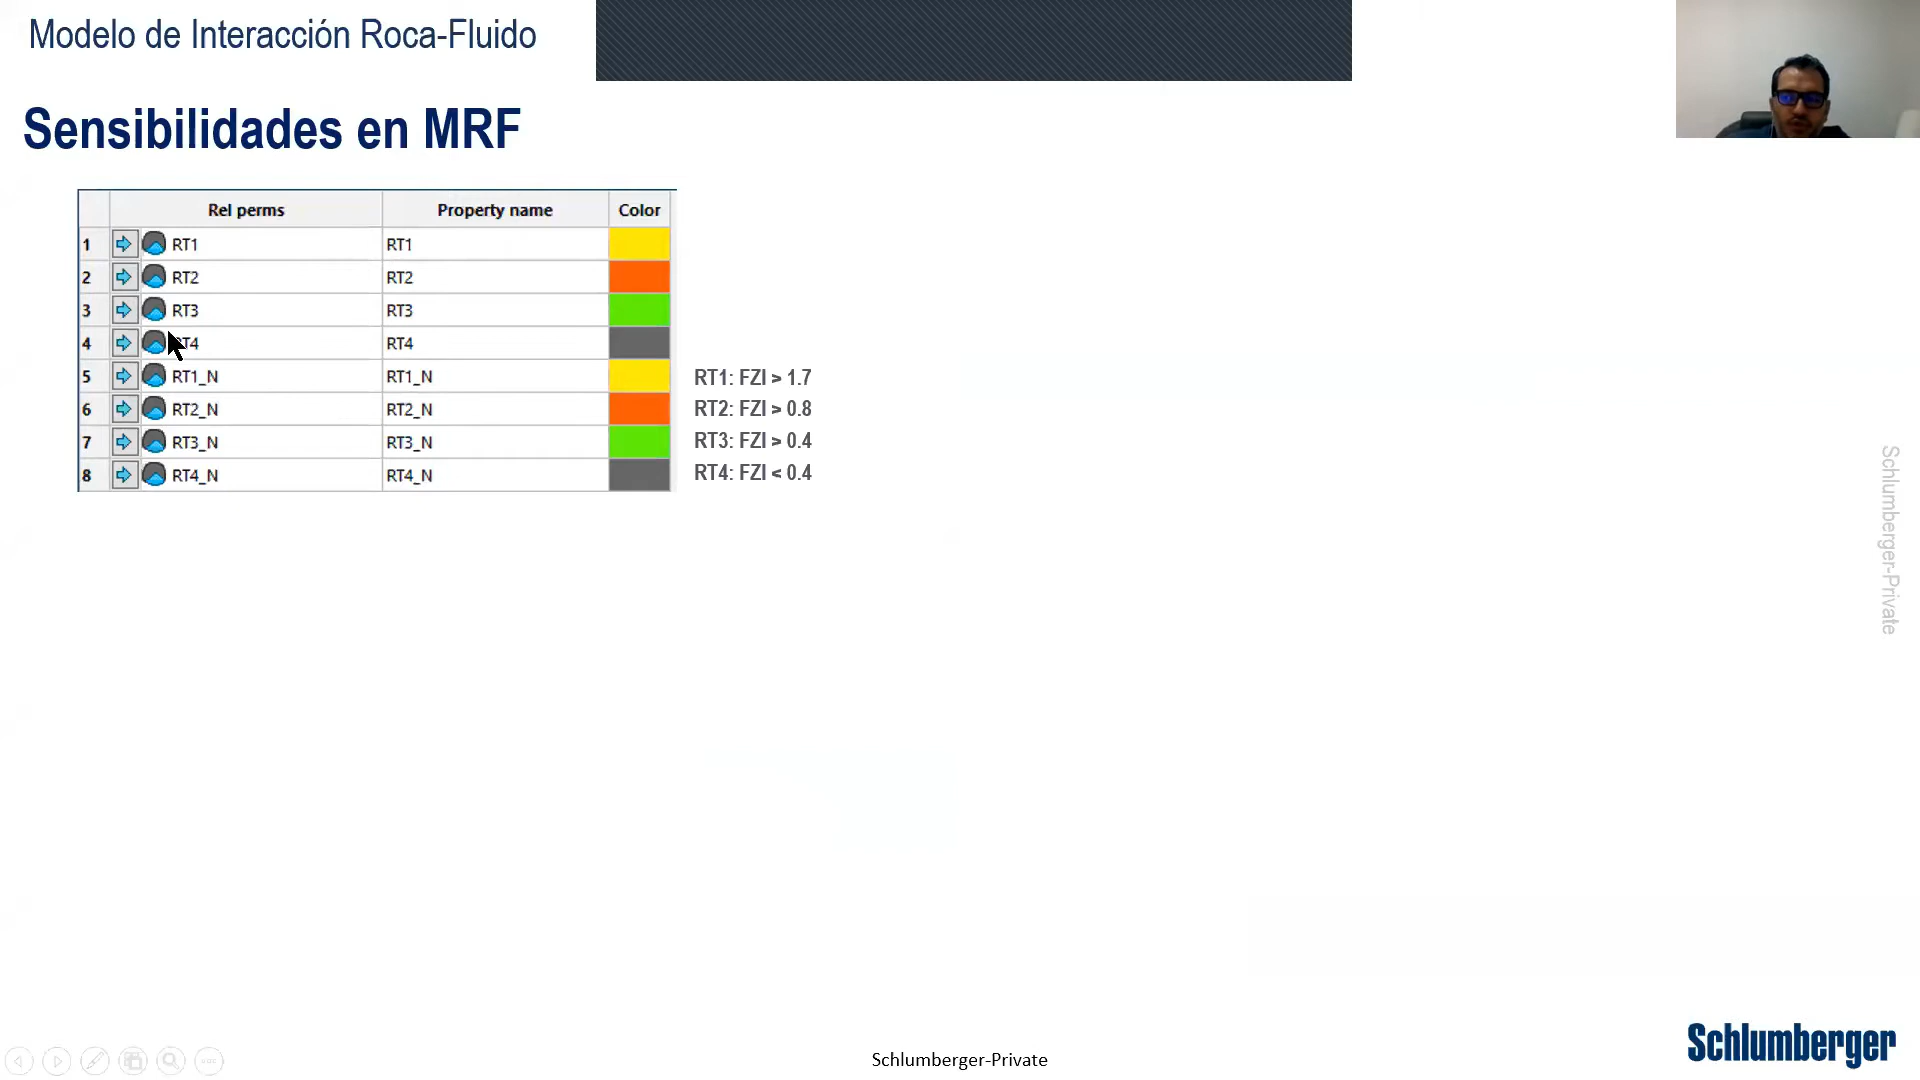 Modelo de Interacción Roca-Fluido
Sensibilidades en MRF
Rel perms Property name Color
1 RT1 RT1
2 RT2 RT2
3 RT3 RT3
4 RT4 RT4
5 RT1_N RT1_N
6 RT2_N RT2_N
7 RT3_N RT3_N
8 RT4_N RT4_N
RT1: FZI > 1.7
RT2: FZI > 0.8
RT3: FZI > 0.4
RT4: FZI < 0.4
Schlumberger-Private
Schlumberger-Private
Schlumberger